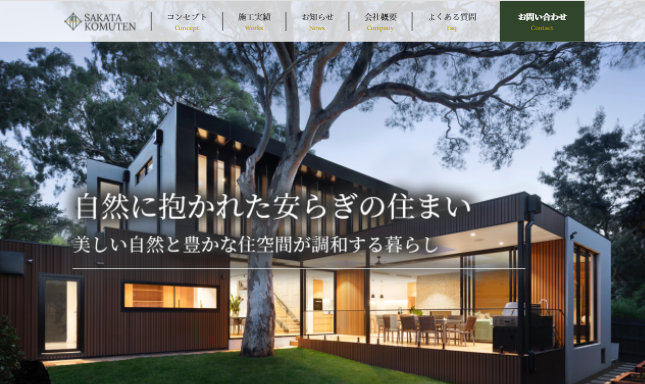 SAKATA
KOMUTEN
コンセプト
Concept
施工実績
Works
お知らせ
News
会社概要
Company
よくある質問
Faq
お問い合わせ
Contact
自然に抱かれた安らぎの住まい
美しい自然と豊かな住空間が調和する暮らし